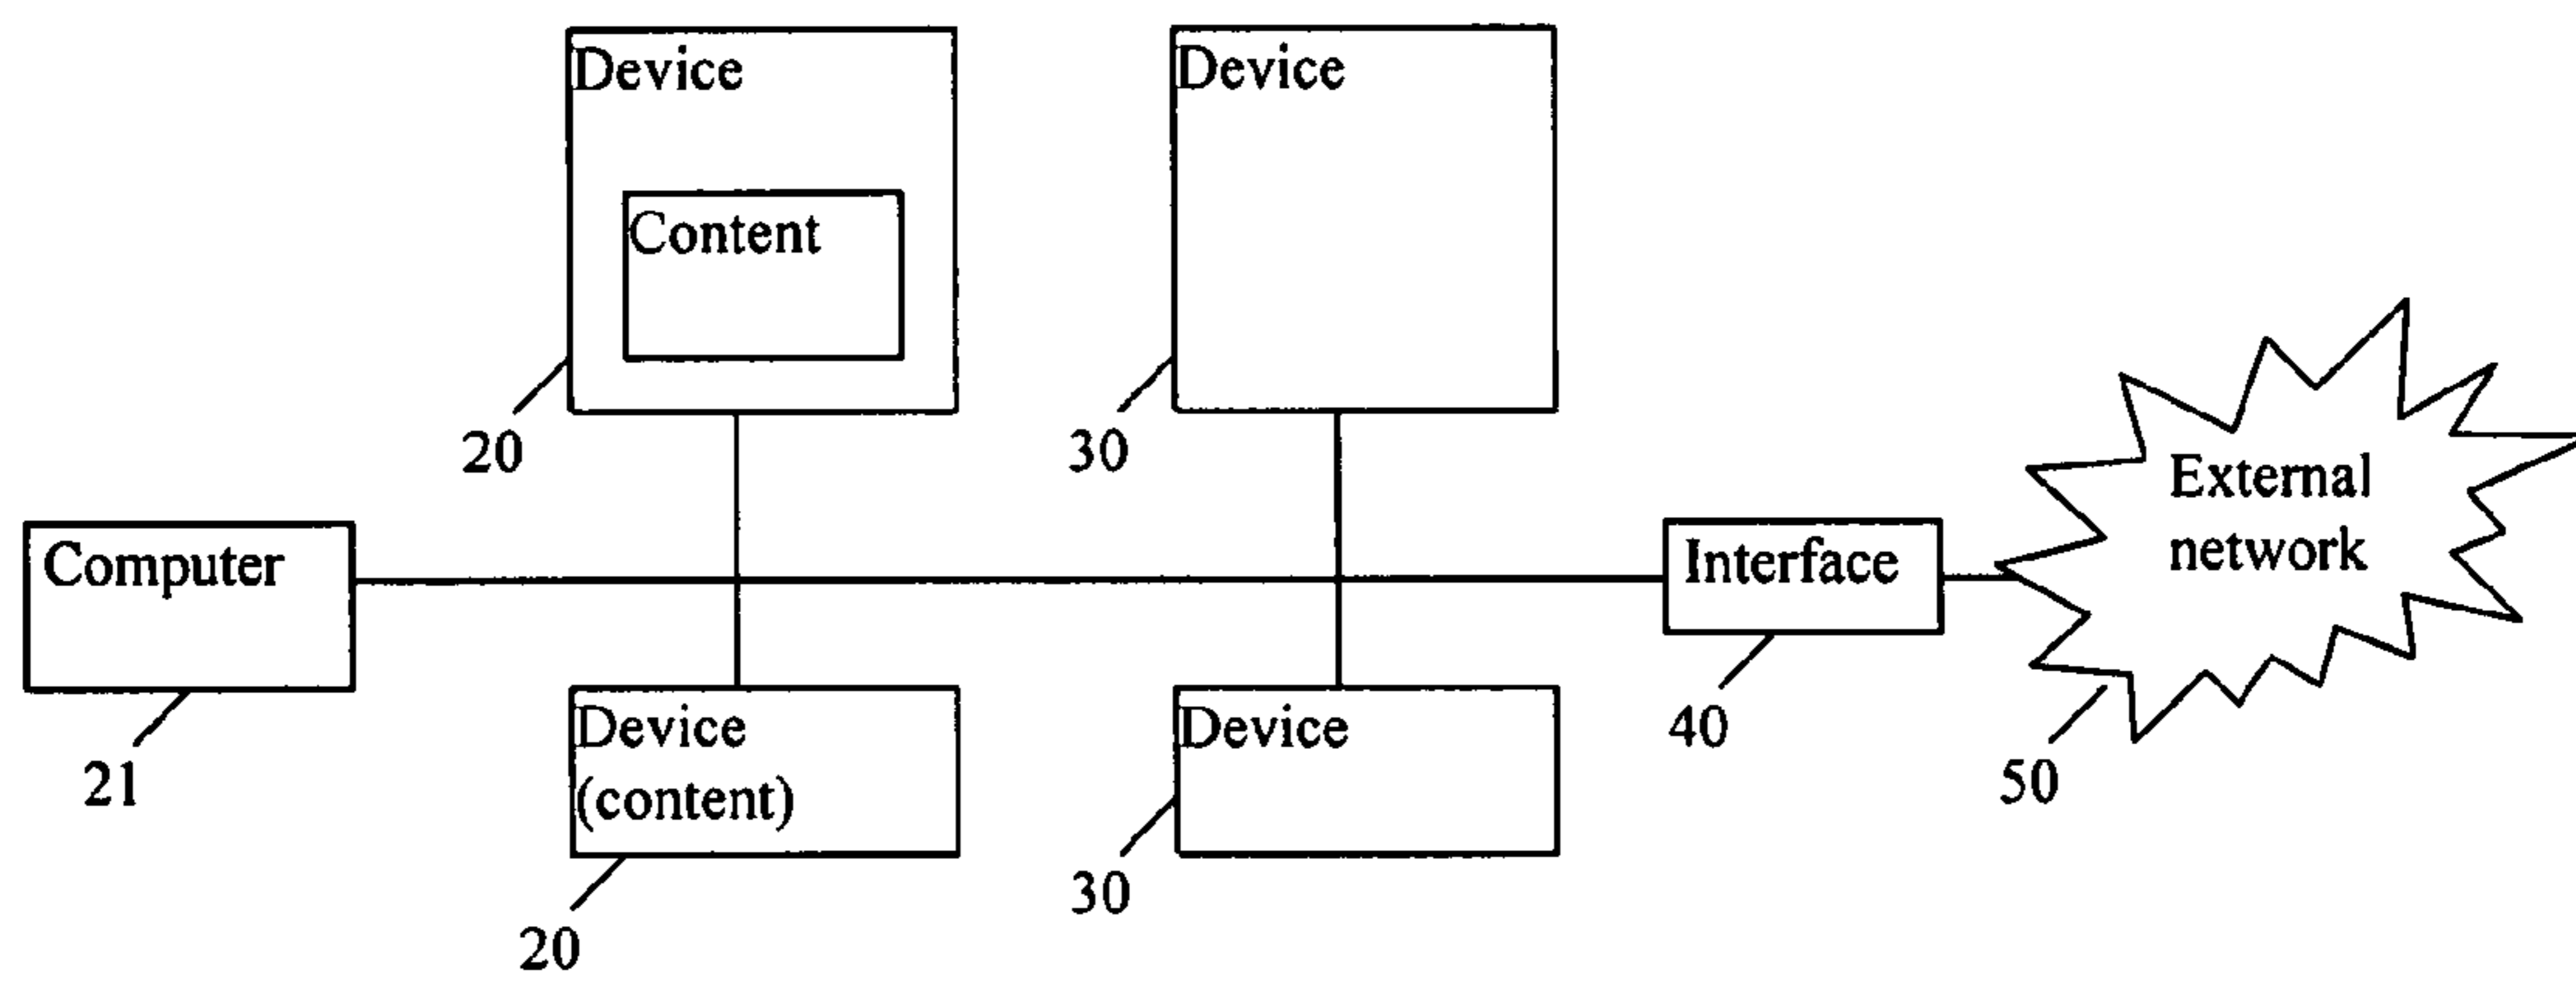 Device
Device
Content
20
30
Computer
Interface
External
network
21
Device
(content)
Device
40
50
30
20